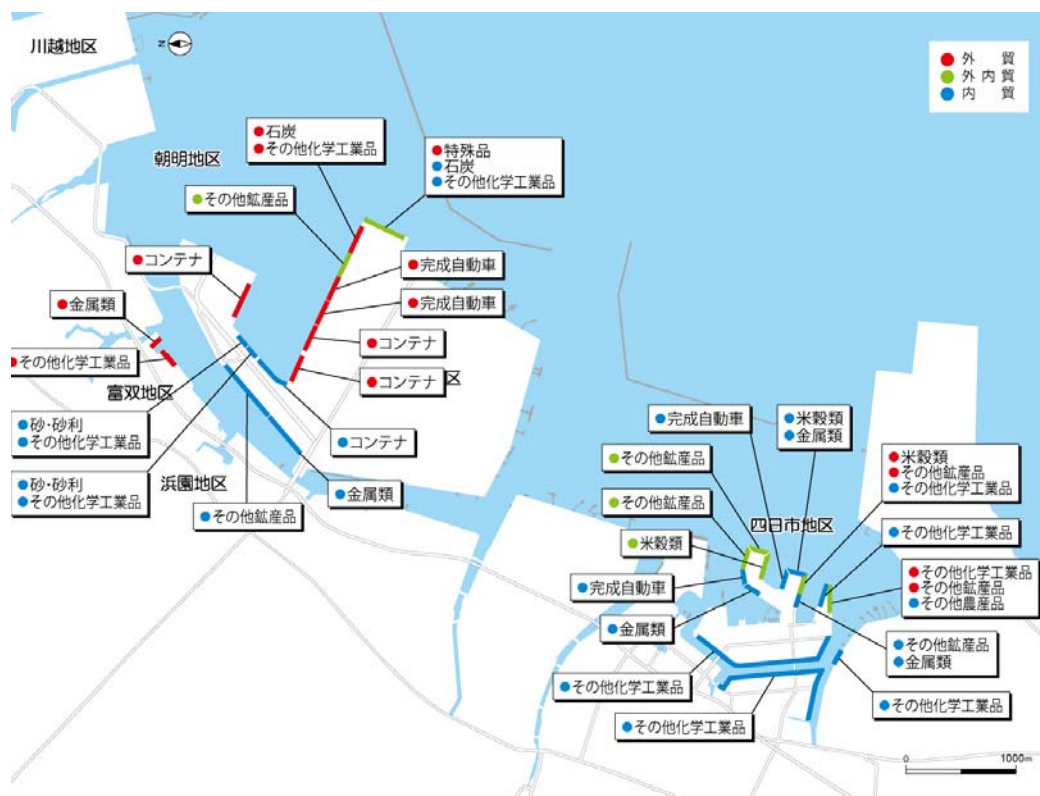 川越地区
N
● 外貿
● 外内貿
● 内貿
● 石炭
● その他化学工業品
● 特殊品
● 石炭
● その他化学工業品
朝明地区
● その他鉱産品
● コンテナ
● 完成自動車
● 完成自動車
● 金属類
● コンテナ
● その他化学工業品
● コンテナ
区
富双地区
● 砂・砂利
● その他化学工業品
● コンテナ
● 砂・砂利
● その他化学工業品
浜園地区
● 金属類
● その他鉱産品
● 完成自動車
● 米穀類
● 金属類
● その他鉱産品
● 米穀類
● その他鉱産品
● その他化学工業品
● その他鉱産品
四日市地区
● その他化学工業品
● 米穀類
● 完成自動車
● その他化学工業品
● その他鉱産品
● その他農産品
● 金属類
● その他鉱産品
● 金属類
● その他化学工業品
● その他化学工業品
● その他化学工業品
0 1000m